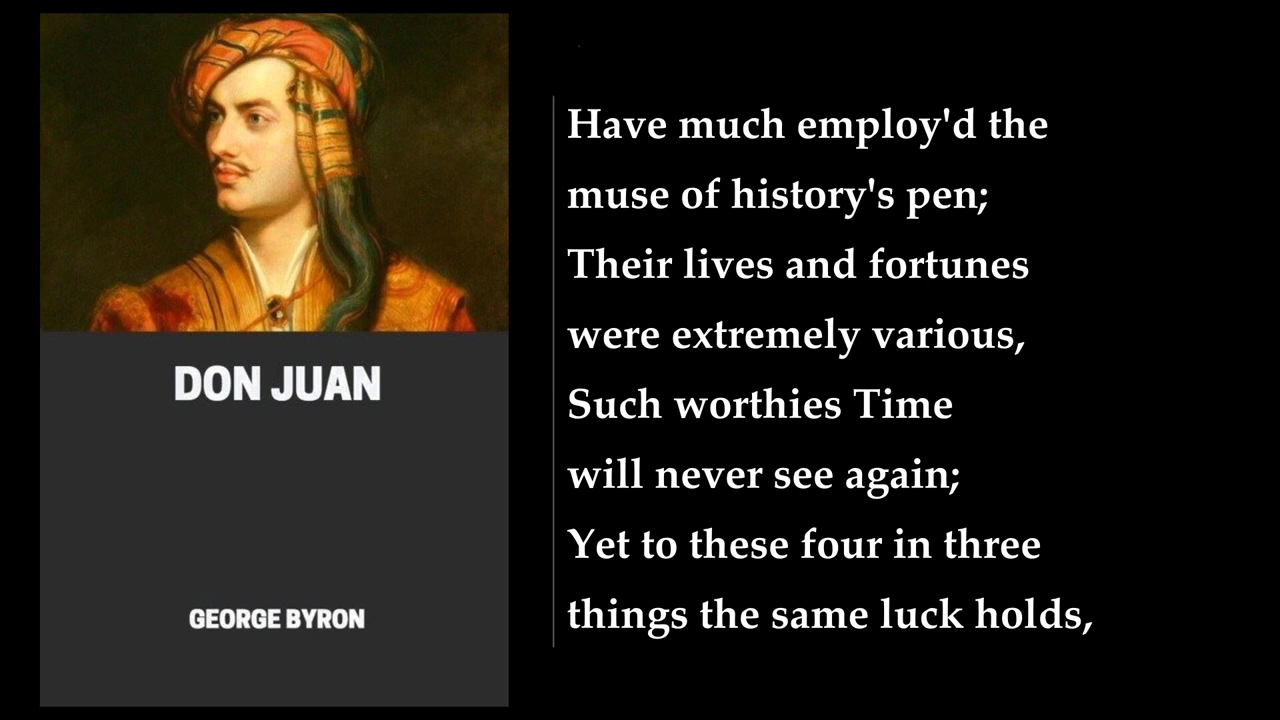 DON JUAN
GEORGE BYRON
Have much employ'd the
muse of history's pen;
Their lives and fortunes
were extremely various,
Such worthies Time
will never see again;
Yet to these four in three
things the same luck holds,